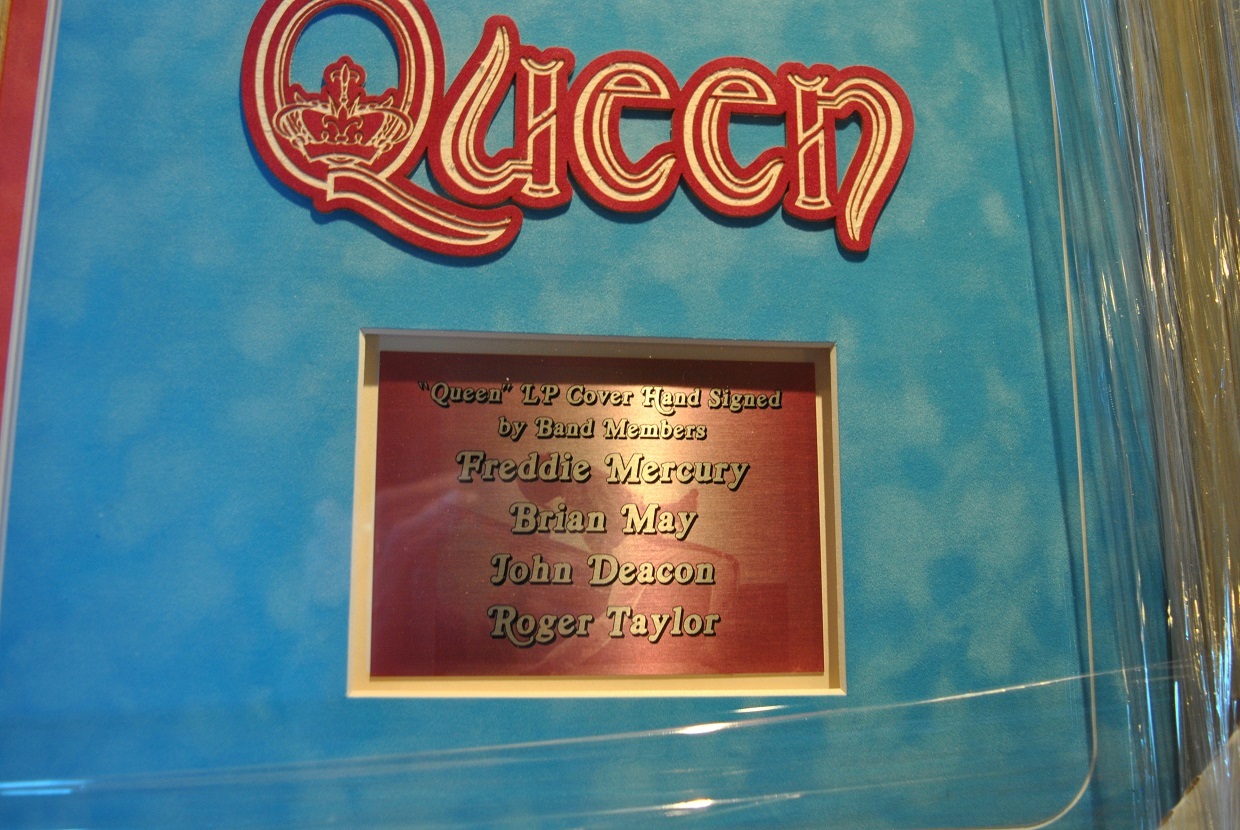 Queen
"Queen" LP Cover Hand Signed
by Band Members
Freddie Mercury
Brian May
John Deacon
Roger Taylor